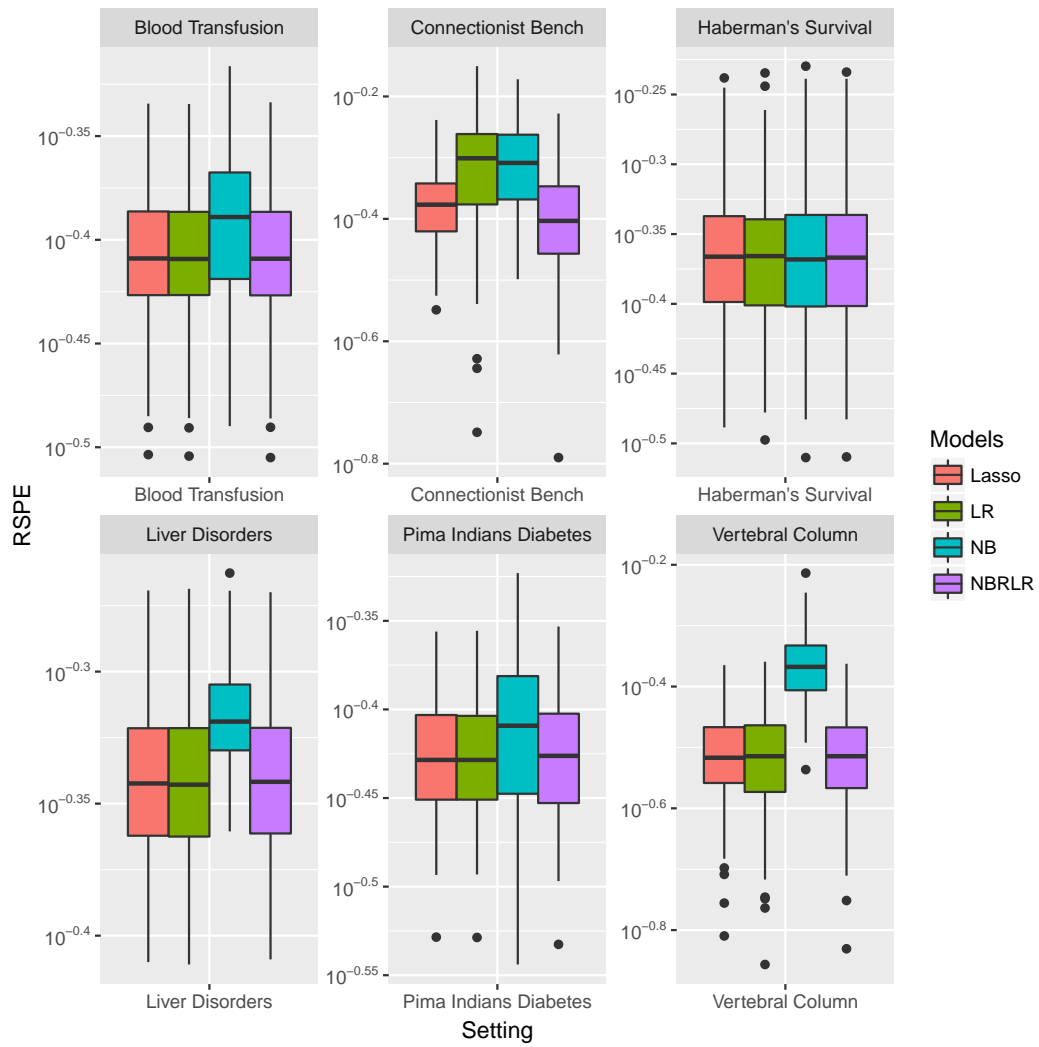 Blood Transfusion
Connectionist Bench
Haberman's Survival
10^−0.35
10^−0.4
10^−0.45
10^−0.5
10^−0.2
10^−0.4
10^−0.6
10^−0.8
10^−0.25
10^−0.3
10^−0.35
10^−0.4
10^−0.45
10^−0.5
Blood Transfusion
Connectionist Bench
Haberman's Survival
Liver Disorders
Pima Indians Diabetes
Vertebral Column
10^−0.3
10^−0.35
10^−0.4
10^−0.35
10^−0.4
10^−0.45
10^−0.5
10^−0.55
10^−0.2
10^−0.4
10^−0.6
10^−0.8
Liver Disorders
Pima Indians Diabetes
Vertebral Column
Setting
RSPE
Models
Lasso
LR
NB
NBRLR